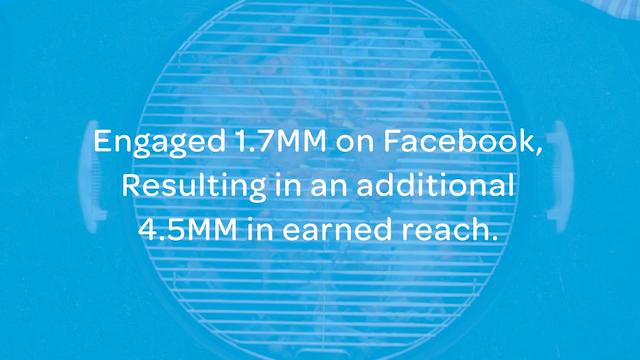 Engaged 1.7MM on Facebook,
Resulting in an additional
4.5MM in earned reach.